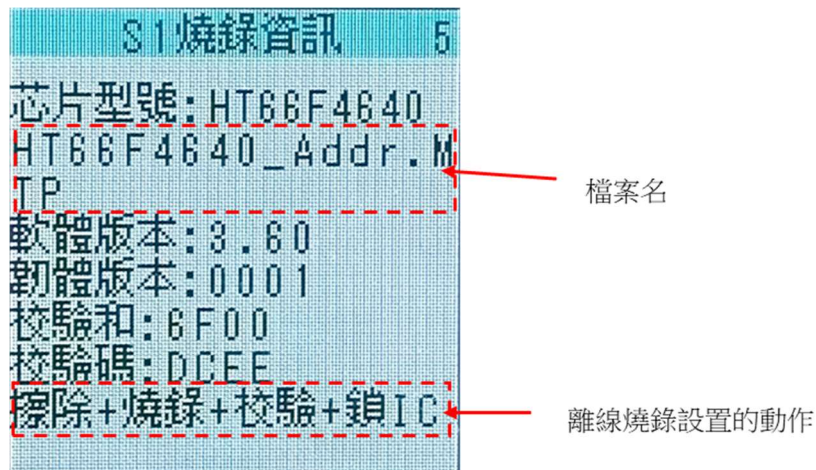 S1燒錄資訊 5
芯片型號:HT66F4640
HT66F4640_Addr.M
TP
檔案名
軟體版本:3.60
韌體版本:0001
校驗和:6F00
校驗碼:DCEE
擦除+燒錄+校驗+鎖IC
離線燒錄設置的動作